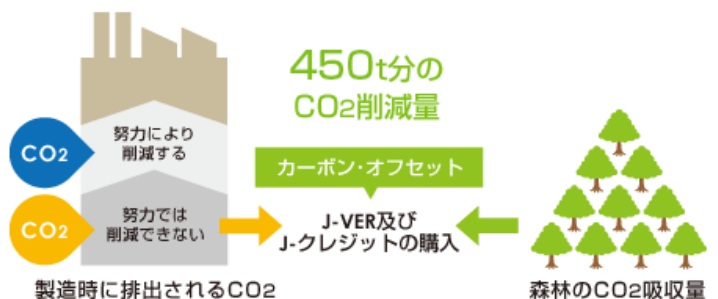 450t分の
CO2削減量
CO2
努力により
削減する
カーボン・オフセット
CO2
努力では
削減できない
J-VER及び
J-クレジットの購入
製造時に排出されるCO2
森林のCO2吸収量